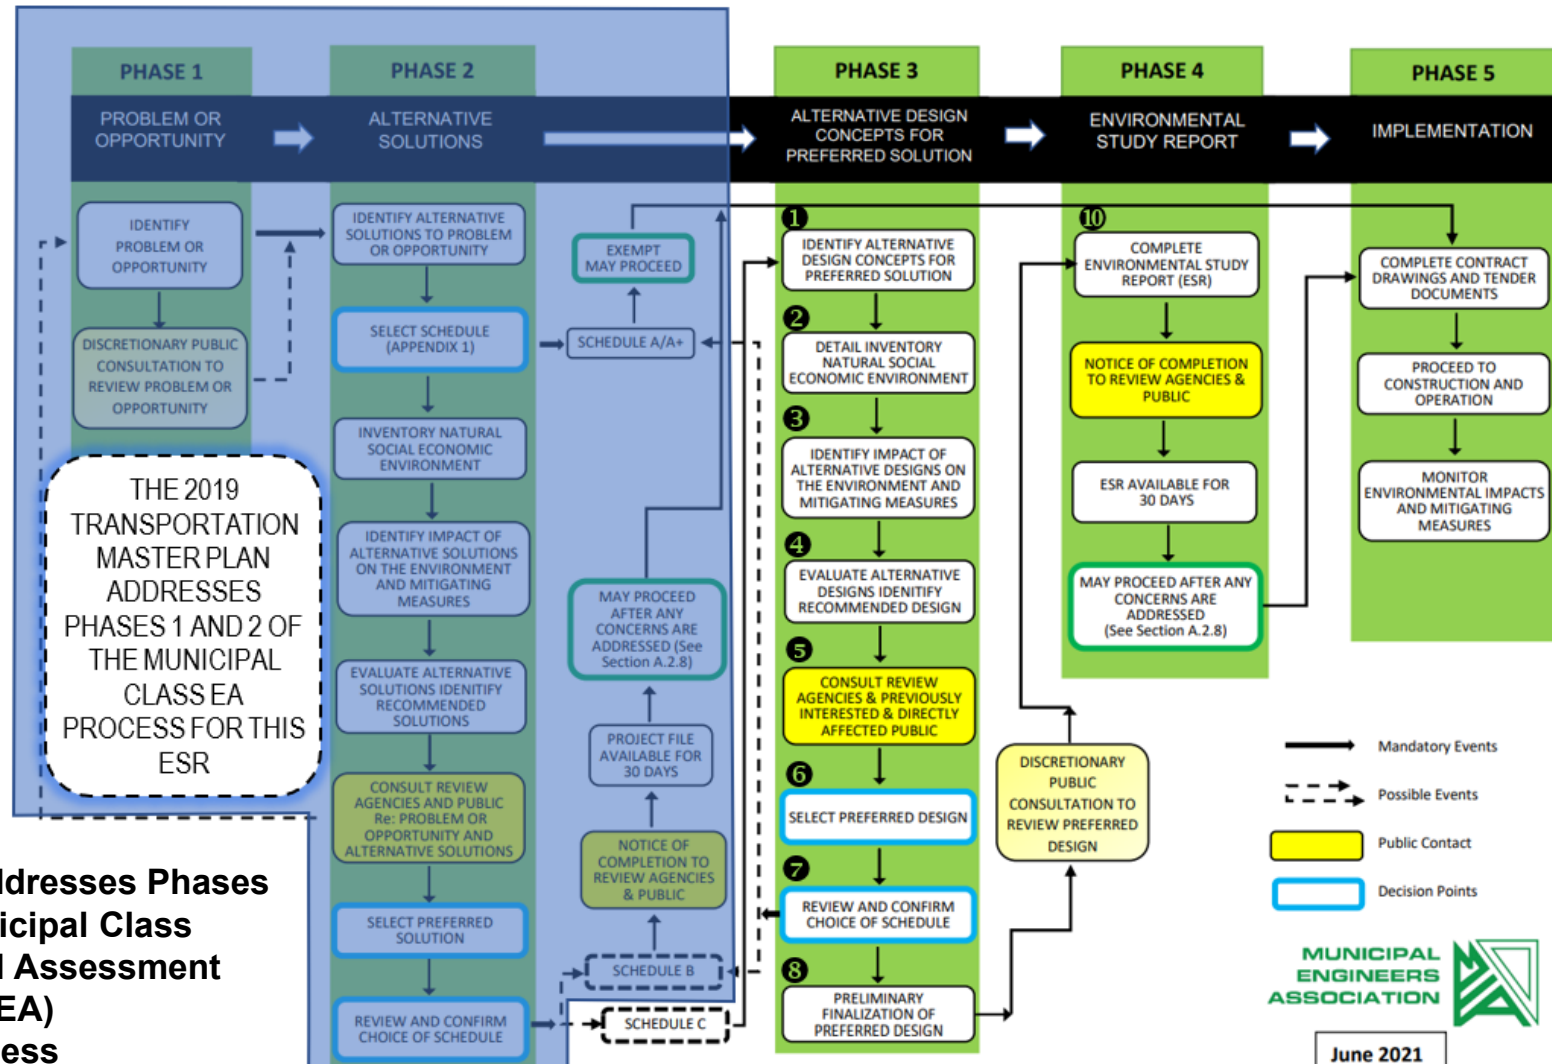 PHASE 1
PROBLEM OR
OPPORTUNITY
IDENTIFY
PROBLEM OR
OPPORTUNITY
DISCRETIONARY PUBLIC
CONSULTATION TO
REVIEW PROBLEM OR
OPPORTUNITY
THE 2019
TRANSPORTATION
MASTER PLAN
ADDRESSES
PHASES 1 AND 2 OF
THE MUNICIPAL
CLASS EA
PROCESS FOR THIS
ESR
ddresses Phases
icipal Class
l Assessment
EA)
ess
PHASE 2
ALTERNATIVE
SOLUTIONS
IDENTIFY ALTERNATIVE
SOLUTIONS TO PROBLEM
OR OPPORTUNITY
SELECT SCHEDULE
(APPENDIX 1)
INVENTORY NATURAL
SOCIAL ECONOMIC
ENVIRONMENT
IDENTIFY IMPACT OF
ALTERNATIVE SOLUTIONS
ON THE ENVIRONMENT
AND MITIGATING
MEASURES
EVALUATE ALTERNATIVE
SOLUTIONS IDENITIFY
RECOMMENDED
SOLUTIONS
CONSULT REVIEW
AGENCIES AND PUBLIC
Re: PROBLEM OR
OPPORTUNITY AND
ALTERNATIVE SOLUTIONS
SELECT PREFERRED
SOLUTION
REVIEW AND CONFIRM
CHOICE OF SCHEDULE
EXEMPT
MAY PROCEED
SCHEDULE A/A+
MAY PROCEED
AFTER ANY
CONCERNS ARE
ADDRESSED (See
Section A.2.8)
PROJECT FILE
AVAILABLE FOR
30 DAYS
NOTICE OF
COMPLETION TO
REVIEW AGENCIES
& PUBLIC
SCHEDULE B
SCHEDULE C
PHASE 3
ALTERNATIVE DESIGN
CONCEPTS FOR
PREFERRED SOLUTION
1
IDENTIFY ALTERNATIVE
DESIGN CONCEPTS FOR
PREFERRED SOLUTION
2
DETAIL INVENTORY
NATURAL SOCIAL
ECONOMIC ENVIRONMENT
3
IDENTIFY IMPACT OF
ALTERNATIVE DESIGNS ON
THE ENVIRONMENT AND
MITIGATING MEASURES
4
EVALUATE ALTERNATIVE
DESIGNS IDENITIFY
RECOMMENDED DESIGN
5
CONSULT REVIEW
AGENCIES & PREVIOUSLY
INTERESTED & DIRECTLY
AFFECTED PUBLIC
6
SELECT PREFERRED DESIGN
7
REVIEW AND CONFIRM
CHOICE OF SCHEDULE
8
PRELIMINARY
FINALIZATION OF
PREFERRED DESIGN
DISCRETIONARY
PUBLIC
CONSULTATION TO
REVIEW PREFERRED
DESIGN
PHASE 4
ENVIRONMENTAL
STUDY REPORT
10
COMPLETE
ENVIRONMENTAL STUDY
REPORT (ESR)
NOTICE OF COMPLETION
TO REVIEW AGENCIES &
PUBLIC
ESR AVAILABLE FOR
30 DAYS
MAY PROCEED AFTER ANY
CONCERNS ARE
ADDRESSED
(See Section A.2.8)
PHASE 5
IMPLEMENTATION
COMPLETE CONTRACT
DRAWINGS AND TENDER
DOCUMENTS
PROCEED TO
CONSTRUCTION AND
OPERATION
MONITOR
ENVIRONMENTAL IMPACTS
AND MITIGATING
MEASURES
Mandatory Events
Possible Events
Public Contact
Decision Points
MUNICIPAL
ENGINEERS
ASSOCIATION
June 2021